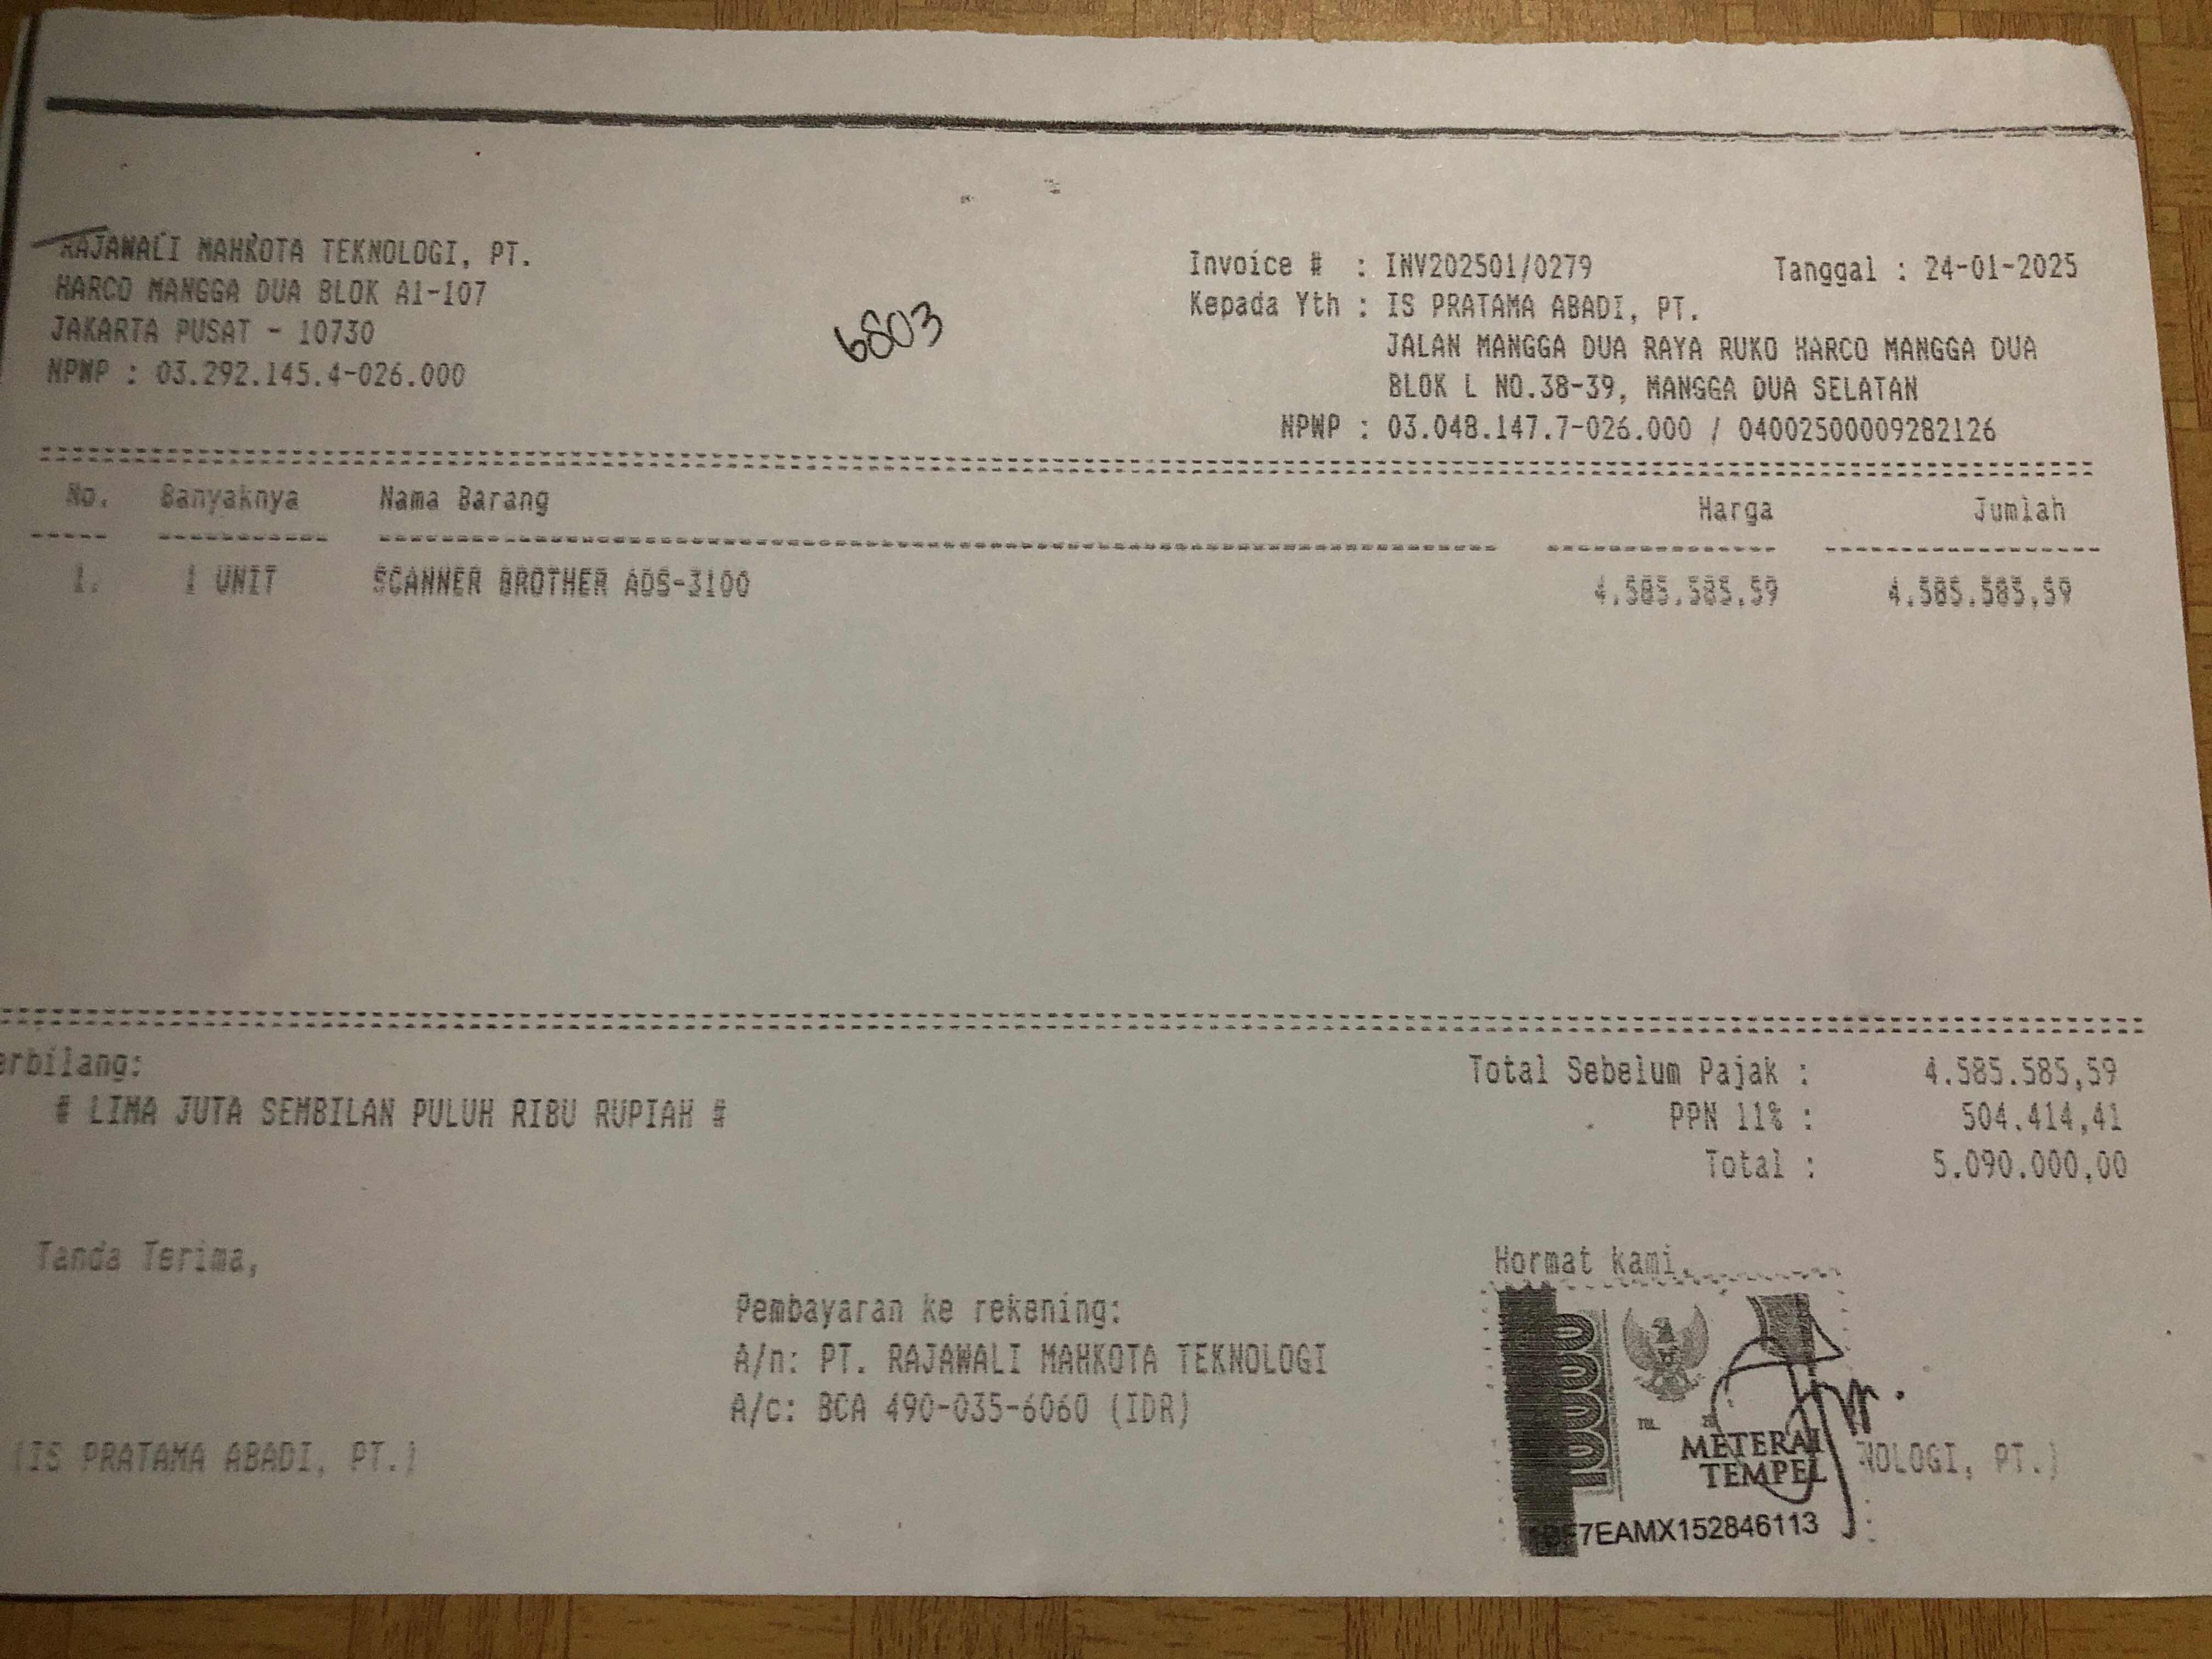 RAJAWALI MAHKOTA TEKNOLOGI, PT.
HARCO MANGGA DUA BLOK A1-107
JAKARTA PUSAT - 10730
NPWP : 03.292.145.4-026.000
6803
Invoice # : INV202501/0279 Tanggal : 24-01-2025
Kepada Yth : IS PRATAMA ABADI, PT.
JALAN MANGGA DUA RAYA RUKO HARCO MANGGA DUA
BLOK L NO.38-39, MANGGA DUA SELATAN
NPWP : 03.048.147.7-026.000 / 04002500009282126
No. Banyaknya Nama Barang Harga Jumlah
1. 1 UNIT SCANNER BROTHER ADS-3100 4.585.585,59 4.585.585,59
erbilang:
# LIMA JUTA SEMBILAN PULUH RIBU RUPIAH #
Total Sebelum Pajak : 4.585.585,59
PPN 11% : 504.414,41
Total : 5.090.000,00
Tanda Terima,
(IS PRATAMA ABADI, PT.)
Pembayaran ke rekening:
A/n: PT. RAJAWALI MAHKOTA TEKNOLOGI
A/c: BCA 490-035-6060 (IDR)
Hormat kami,
10000
TGL. 20
METERAI
TEMPEL
NOLOGI, PT.)
7EAMX152846113